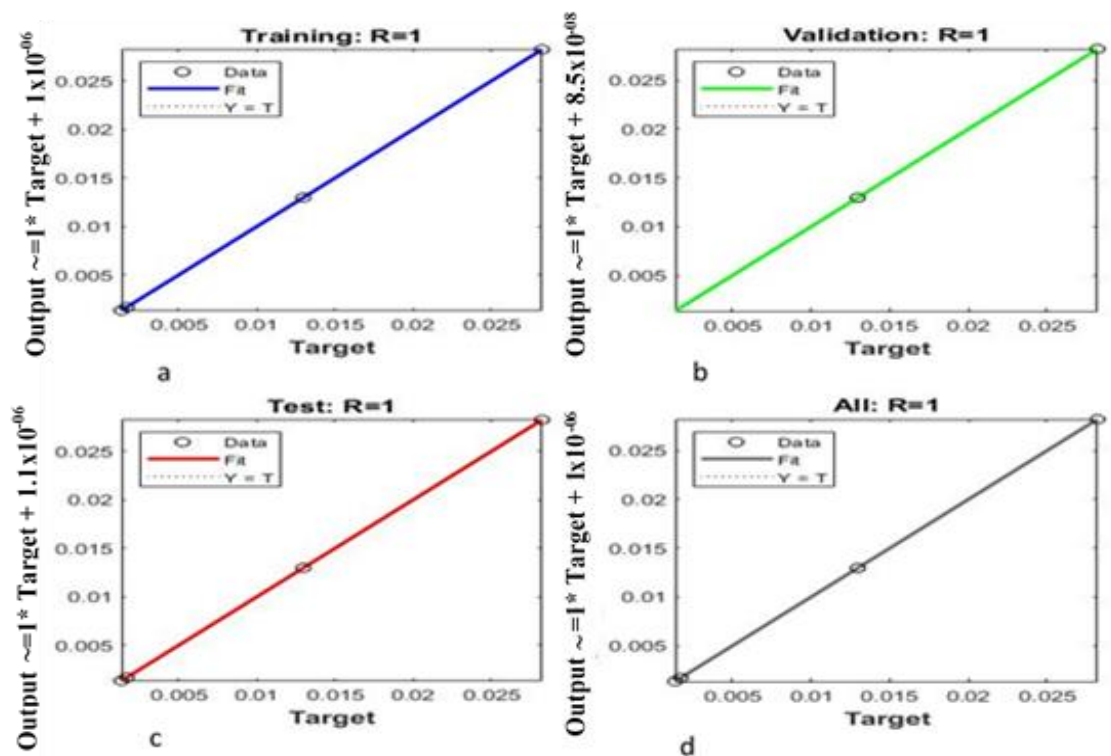 Training: R=1
Output ~=1* Target + 1x10⁻⁰⁶
Data
Fit
Y = T
0.025
0.02
0.015
0.01
0.005
0.005 0.01 0.015 0.02 0.025
Target
a
Validation: R=1
Output ~=1* Target + 8.5x10⁻⁰⁸
Data
Fit
Y = T
0.025
0.02
0.015
0.01
0.005
0.005 0.01 0.015 0.02 0.025
Target
b
Test: R=1
Output ~=1* Target + 1.1x10⁻⁰⁶
Data
Fit
Y = T
0.025
0.02
0.015
0.01
0.005
0.005 0.01 0.015 0.02 0.025
Target
c
All: R=1
Output ~=1* Target + 1x10⁻⁰⁶
Data
Fit
Y = T
0.025
0.02
0.015
0.01
0.005
0.005 0.01 0.015 0.02 0.025
Target
d